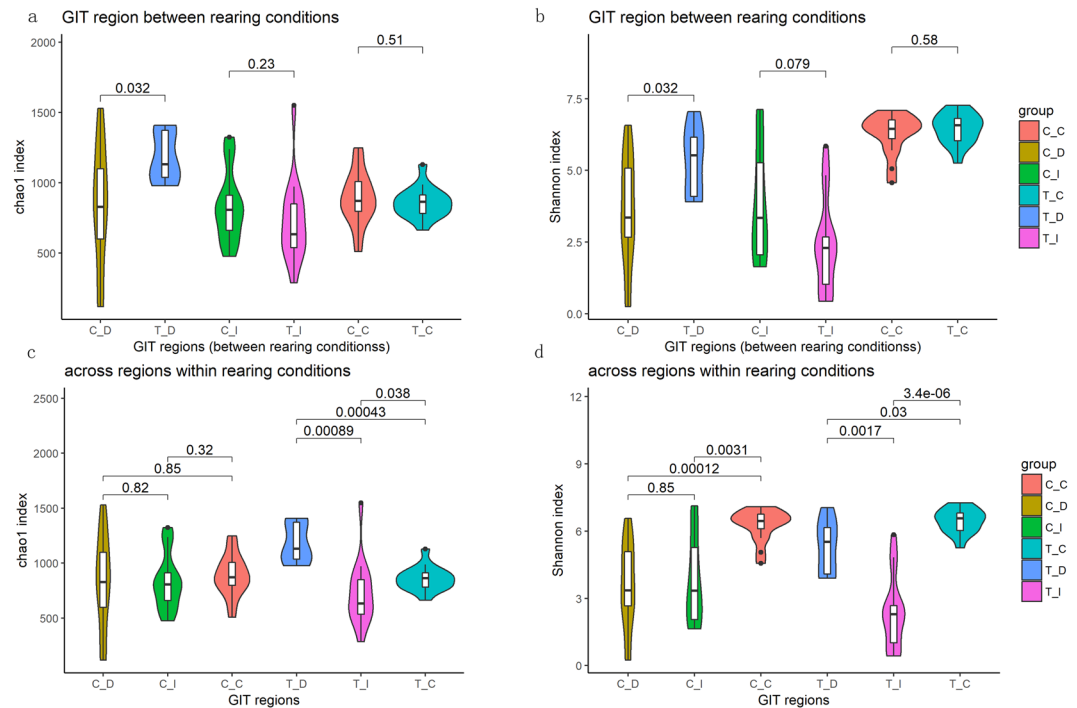 a
GIT region between rearing conditions
2000
1500
1000
500
chao1 index
0.032
0.23
0.51
C_D
T_D
C_I
T_I
C_C
T_C
GIT regions (between rearing conditionss)
b
GIT region between rearing conditions
7.5
5.0
2.5
0.0
Shannon index
0.032
0.079
0.58
C_D
T_D
C_I
T_I
C_C
T_C
GIT regions (between rearing conditionss)
group
C_C
C_D
C_I
T_C
T_D
T_I
c
across regions within rearing conditions
2500
2000
1500
1000
500
chao1 index
0.038
0.00043
0.00089
0.32
0.85
0.82
C_D
C_I
C_C
T_D
T_I
T_C
GIT regions
d
across regions within rearing conditions
12
9
6
3
0
Shannon index
3.4e-06
0.03
0.0017
0.0031
0.00012
0.85
C_D
C_I
C_C
T_D
T_I
T_C
GIT regions
group
C_C
C_D
C_I
T_C
T_D
T_I